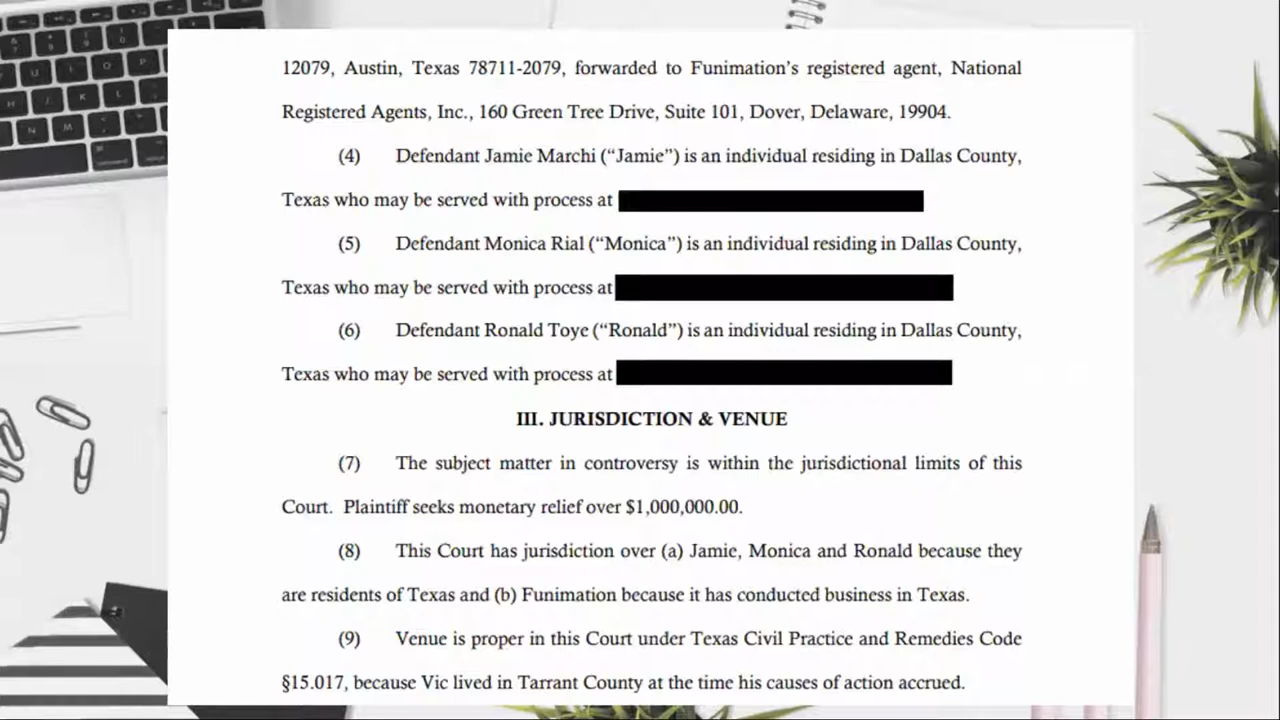 12079, Austin, Texas 78711-2079, forwarded to Funimation’s registered agent, National
Registered Agents, Inc., 160 Green Tree Drive, Suite 101, Dover, Delaware, 19904.
(4) Defendant Jamie Marchi (“Jamie”) is an individual residing in Dallas County,
Texas who may be served with process at
(5) Defendant Monica Rial (“Monica”) is an individual residing in Dallas County,
Texas who may be served with process at
(6) Defendant Ronald Toye (“Ronald”) is an individual residing in Dallas County,
Texas who may be served with process at
III. JURISDICTION & VENUE
(7) The subject matter in controversy is within the jurisdictional limits of this
Court. Plaintiff seeks monetary relief over $1,000,000.00.
(8) This Court has jurisdiction over (a) Jamie, Monica and Ronald because they
are residents of Texas and (b) Funimation because it has conducted business in Texas.
(9) Venue is proper in this Court under Texas Civil Practice and Remedies Code
§15.017, because Vic lived in Tarrant County at the time his causes of action accrued.